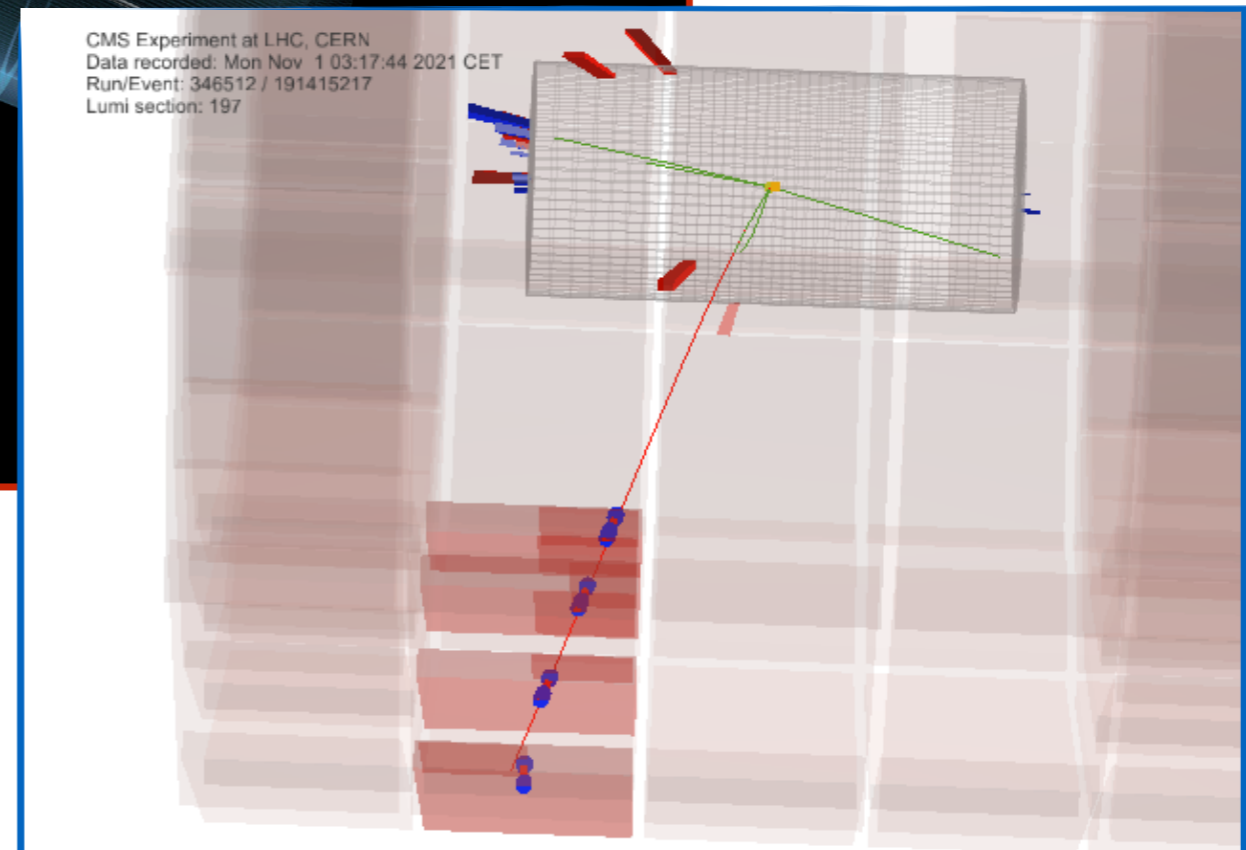 CMS Experiment at LHC, CERN
Data recorded: Mon Nov 1 03:17:44 2021 CET
Run/Event: 346512 / 191415217
Lumi section: 197